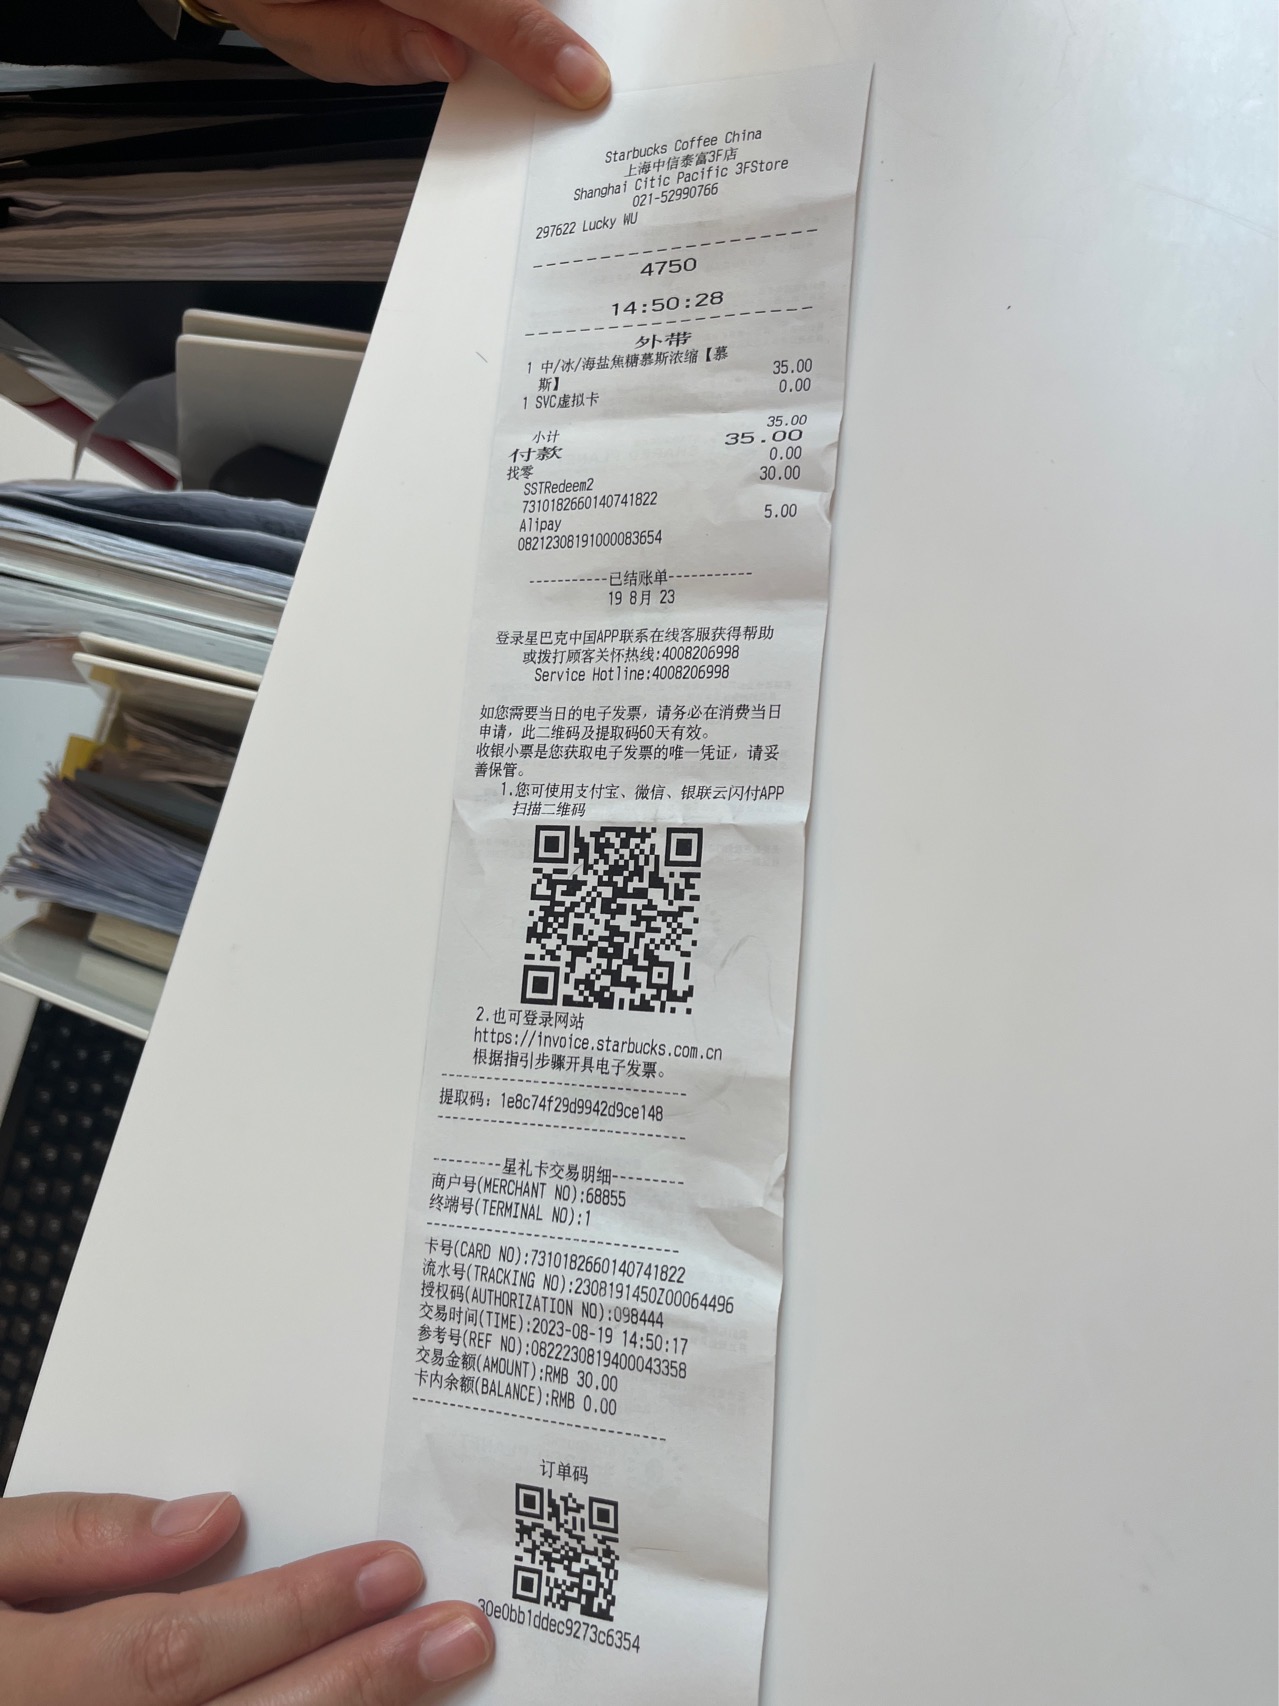 Starbucks Coffee China
上海中信泰富3F店
Shanghai Citic Pacific 3FStore
021-52990766
297622 Lucky WU
4750
14:50:28
外带
1 中/冰/海盐焦糖慕斯浓缩【慕 35.00
斯】
1 SVC虚拟卡 0.00
小计 35.00
付款 35.00
找零 0.00
SSTRedeem2 30.00
7310182660140741822
Alipay 5.00
08212308191000083654
-----------已结账单------------
19 8月 23
登录星巴克中国APP联系在线客服获得帮助
或拨打顾客关怀热线:4008206998
Service Hotline:4008206998
如您需要当日的电子发票，请务必在消费当日
申请，此二维码及提取码60天有效。
收银小票是您获取电子发票的唯一凭证，请妥
善保管。
1.您可使用支付宝、微信、银联云闪付APP
扫描二维码
2.也可登录网站
https://invoice.starbucks.com.cn
根据指引步骤开具电子发票。
提取码：1e8c74f29d9942d9ce148
----------星礼卡交易明细----------
商户号(MERCHANT NO):68855
终端号(TERMINAL NO):1
卡号(CARD NO):7310182660140741822
流水号(TRACKING NO):2308191450Z00064496
授权码(AUTHORIZATION NO):098444
交易时间(TIME):2023-08-19 14:50:17
参考号(REF NO):0822230819400043358
交易金额(AMOUNT):RMB 30.00
卡内余额(BALANCE):RMB 0.00
订单码
30e0bb1ddec9273c6354